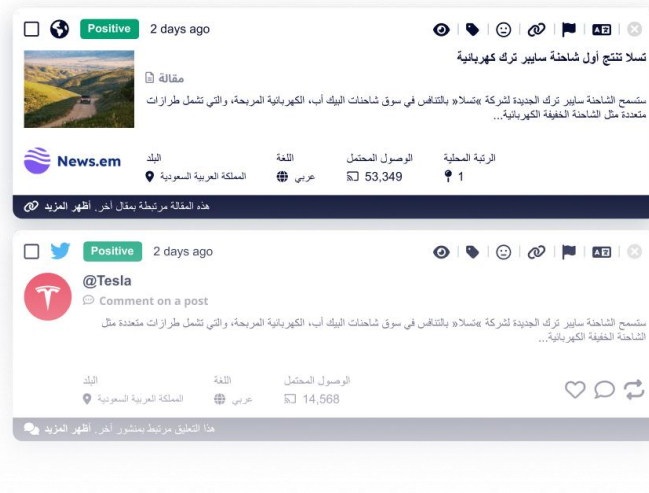 Positive
2 days ago
تسلا تنتج أول شاحنة سايبر ترك كهربائية
مقالة
ستسمح الشاحنة سايبر ترك الجديدة لشركة »تسلا« بالتنافس في سوق شاحنات البيك أب، الكهربائية المربحة، والتي تشمل طرازات
متعددة مثل الشاحنة الخفيفة الكهربائية...
News.em
الرتبة المحلية
1
الوصول المحتمل
53,349
اللغة
عربي
البلد
المملكة العربية السعودية
هذه المقالة مرتبطة بمقال أخر. أظهر المزيد
Positive
2 days ago
@Tesla
Comment on a post
ستسمح الشاحنة سايبر ترك الجديدة لشركة »تسلا« بالتنافس في سوق شاحنات البيك أب، الكهربائية المربحة، والتي تشمل طرازات متعددة مثل
الشاحنة الخفيفة الكهربائية...
الوصول المحتمل
14,568
اللغة
عربي
البلد
المملكة العربية السعودية
هذا التعليق مرتبط بمنشور أخر. أظهر المزيد